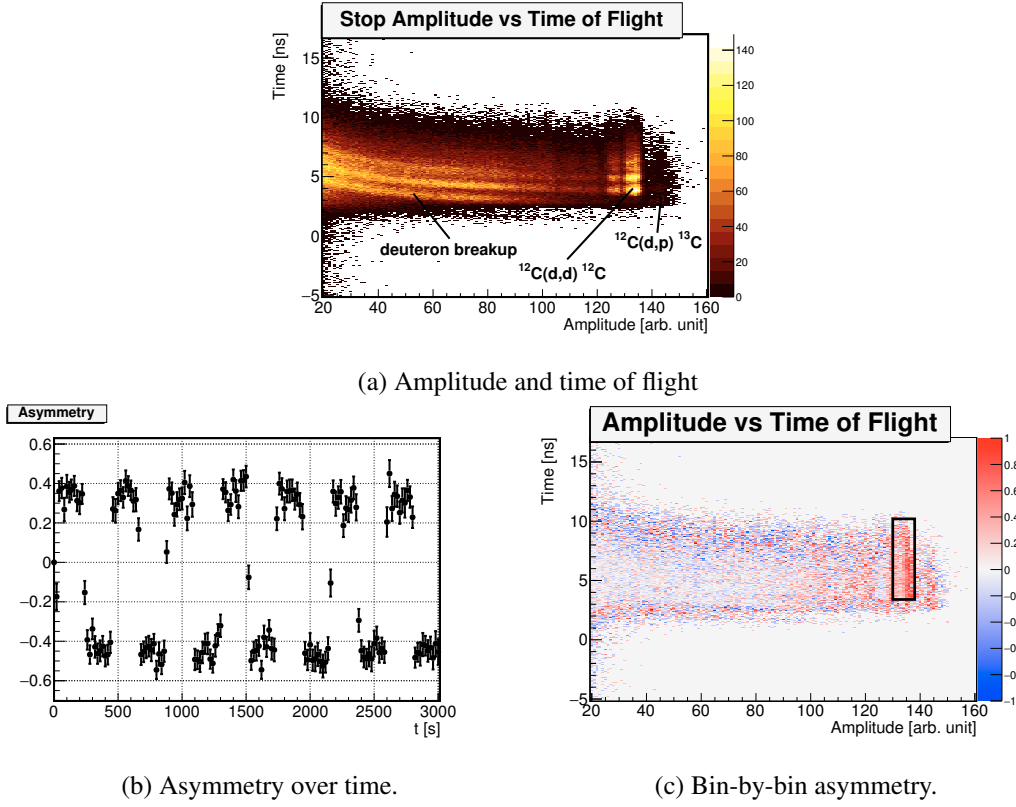 Stop Amplitude vs Time of Flight
Time [ns]
15
10
5
0
−5
20 40 60 80 100 120 140 160
Amplitude [arb. unit]
140
120
100
80
60
40
20
0
deuteron breakup
12C(d,d) 12C
12C(d,p) 13C
(a) Amplitude and time of flight
Asymmetry
0.6
0.4
0.2
0
−0.2
−0.4
−0.6
0 500 1000 1500 2000 2500 3000
t [s]
(b) Asymmetry over time.
Amplitude vs Time of Flight
Time [ns]
15
10
5
0
−5
20 40 60 80 100 120 140 160
Amplitude [arb. unit]
1
0.8
0.6
0.4
0.2
0
−0
−0
−0
−0
−1
(c) Bin-by-bin asymmetry.